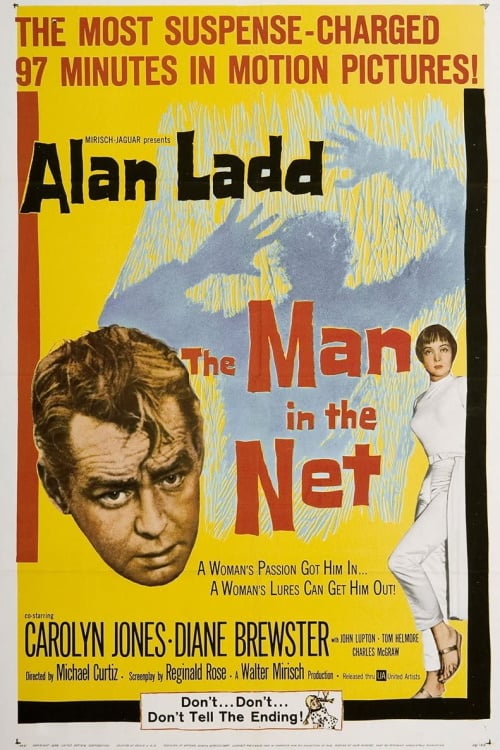 THE MOST SUSPENSE-CHARGED
97 MINUTES IN MOTION PICTURES!
MIRISCH-JAGUAR presents
Alan Ladd
The Man
in the
Net
A WOMAN'S PASSION GOT HIM IN...
A WOMAN'S LURES CAN GET HIM OUT!
co-starring
CAROLYN JONES · DIANE BREWSTER with JOHN LUPTON · TOM HELMORE
CHARLES McGRAW
Directed by Michael Curtiz · Screenplay by Reginald Rose · A Walter Mirisch Production · Released thru UA United Artists
Don't...Don't...
Don't Tell The Ending!